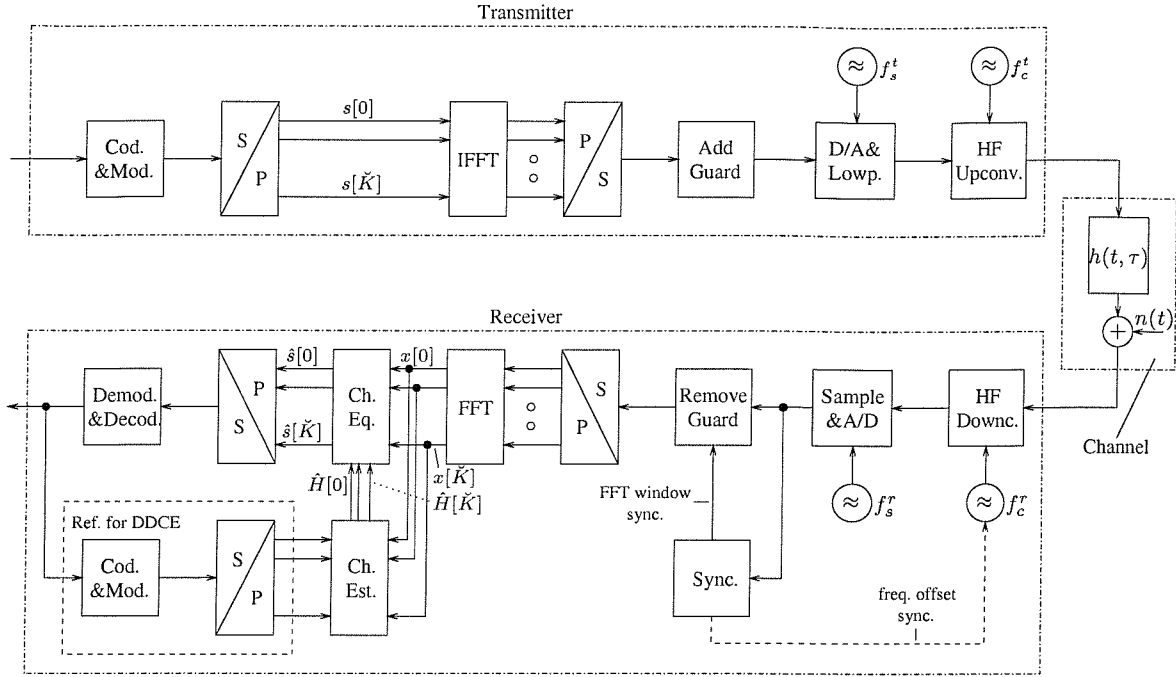 Transmitter
f_s^t
f_c^t
s[0]
s[K̆]
Cod.
&Mod.
S
P
IFFT
P
S
Add
Guard
D/A&
Lowp.
HF
Upconv.
h(t, τ)
n(t)
+
Channel
Receiver
ŝ[0]
x[0]
ŝ[K̆]
x[K̆]
Demod.
&Decod.
P
S
Ch.
Eq.
FFT
S
P
Remove
Guard
Sample
&A/D
HF
Downc.
Ĥ[0]
Ĥ[K̆]
FFT window
sync.
f_s^r
f_c^r
Ref. for DDCE
Cod.
&Mod.
S
P
Ch.
Est.
Sync.
freq. offset
sync.